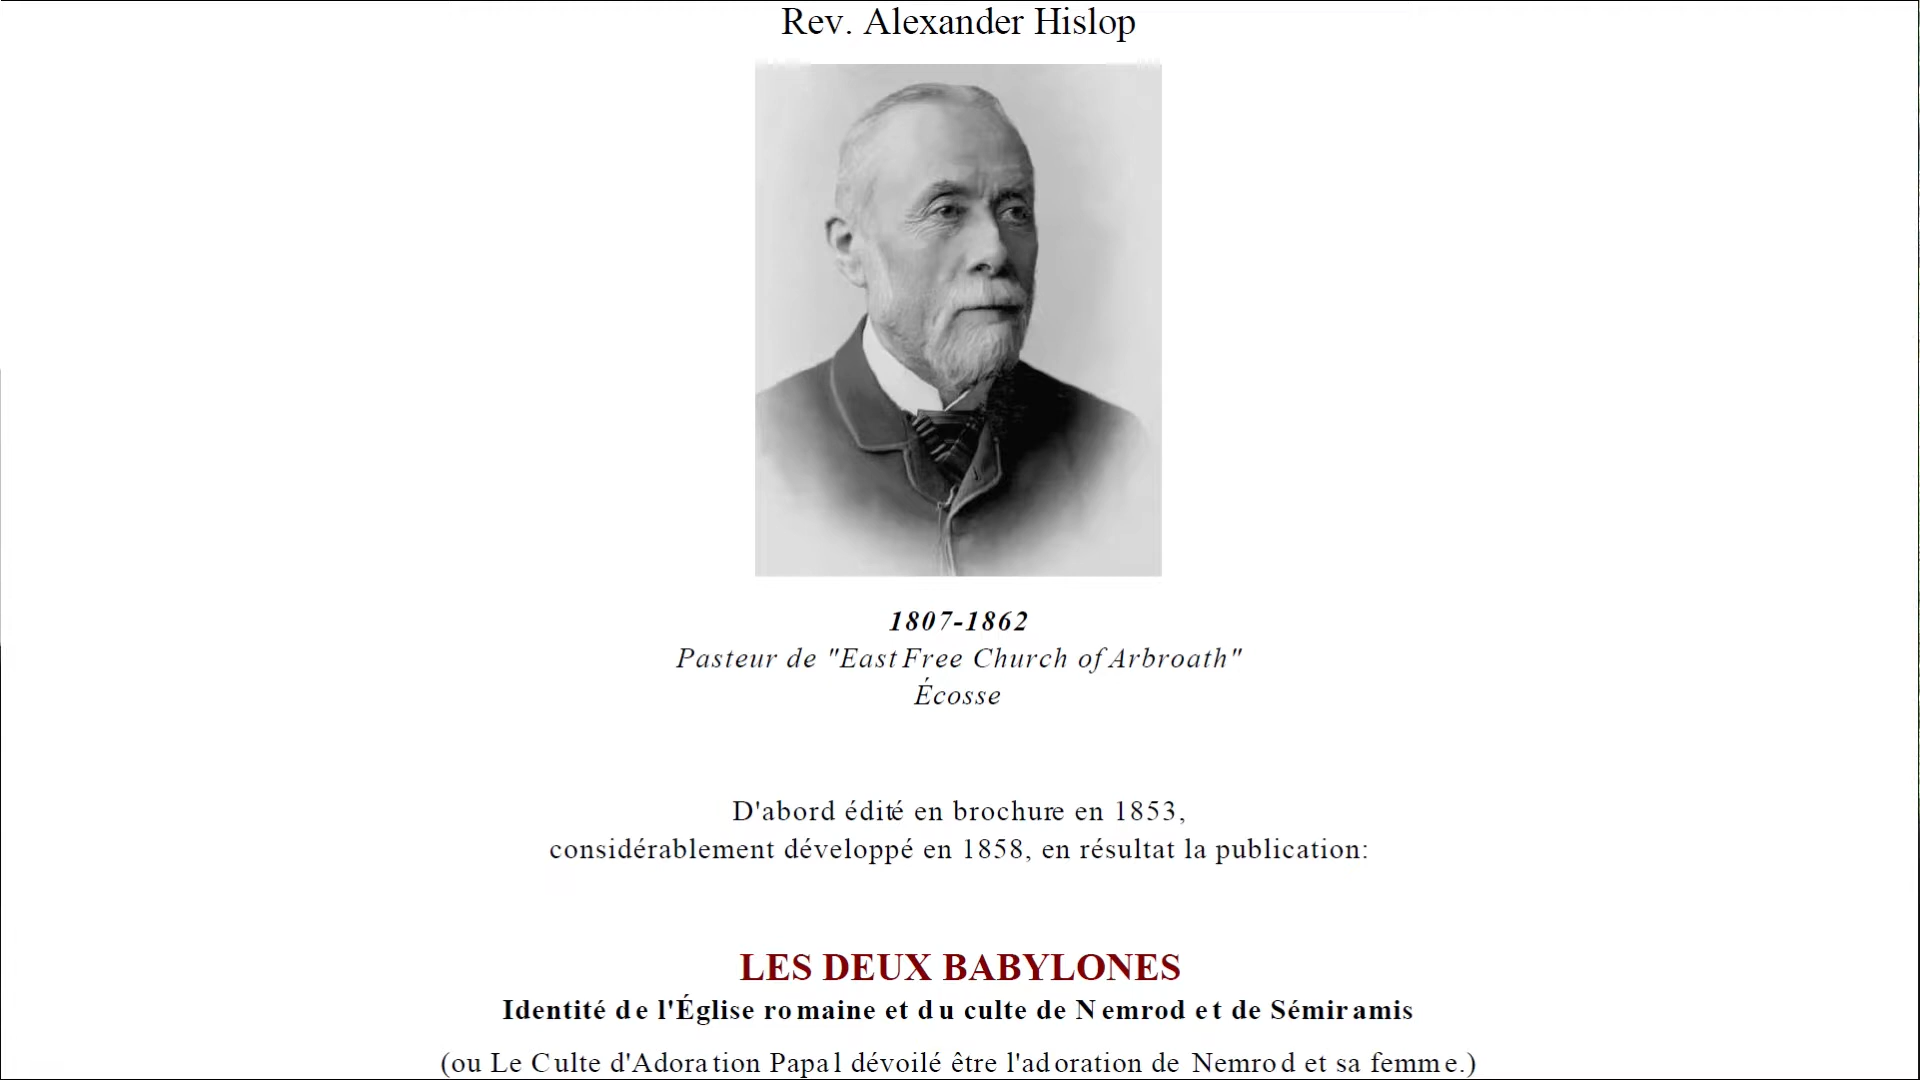 Rev. Alexander Hislop
1807-1862
Pasteur de "East Free Church of Arbroath"
Écosse
D'abord édité en brochure en 1853,
considérablement développé en 1858, en résultat la publication:
LES DEUX BABYLONES
Identité de l'Église romaine et du culte de Nemrod et de Sémiramis
(ou Le Culte d'Adoration Papal dévoilé être l'adoration de Nemrod et sa femme.)